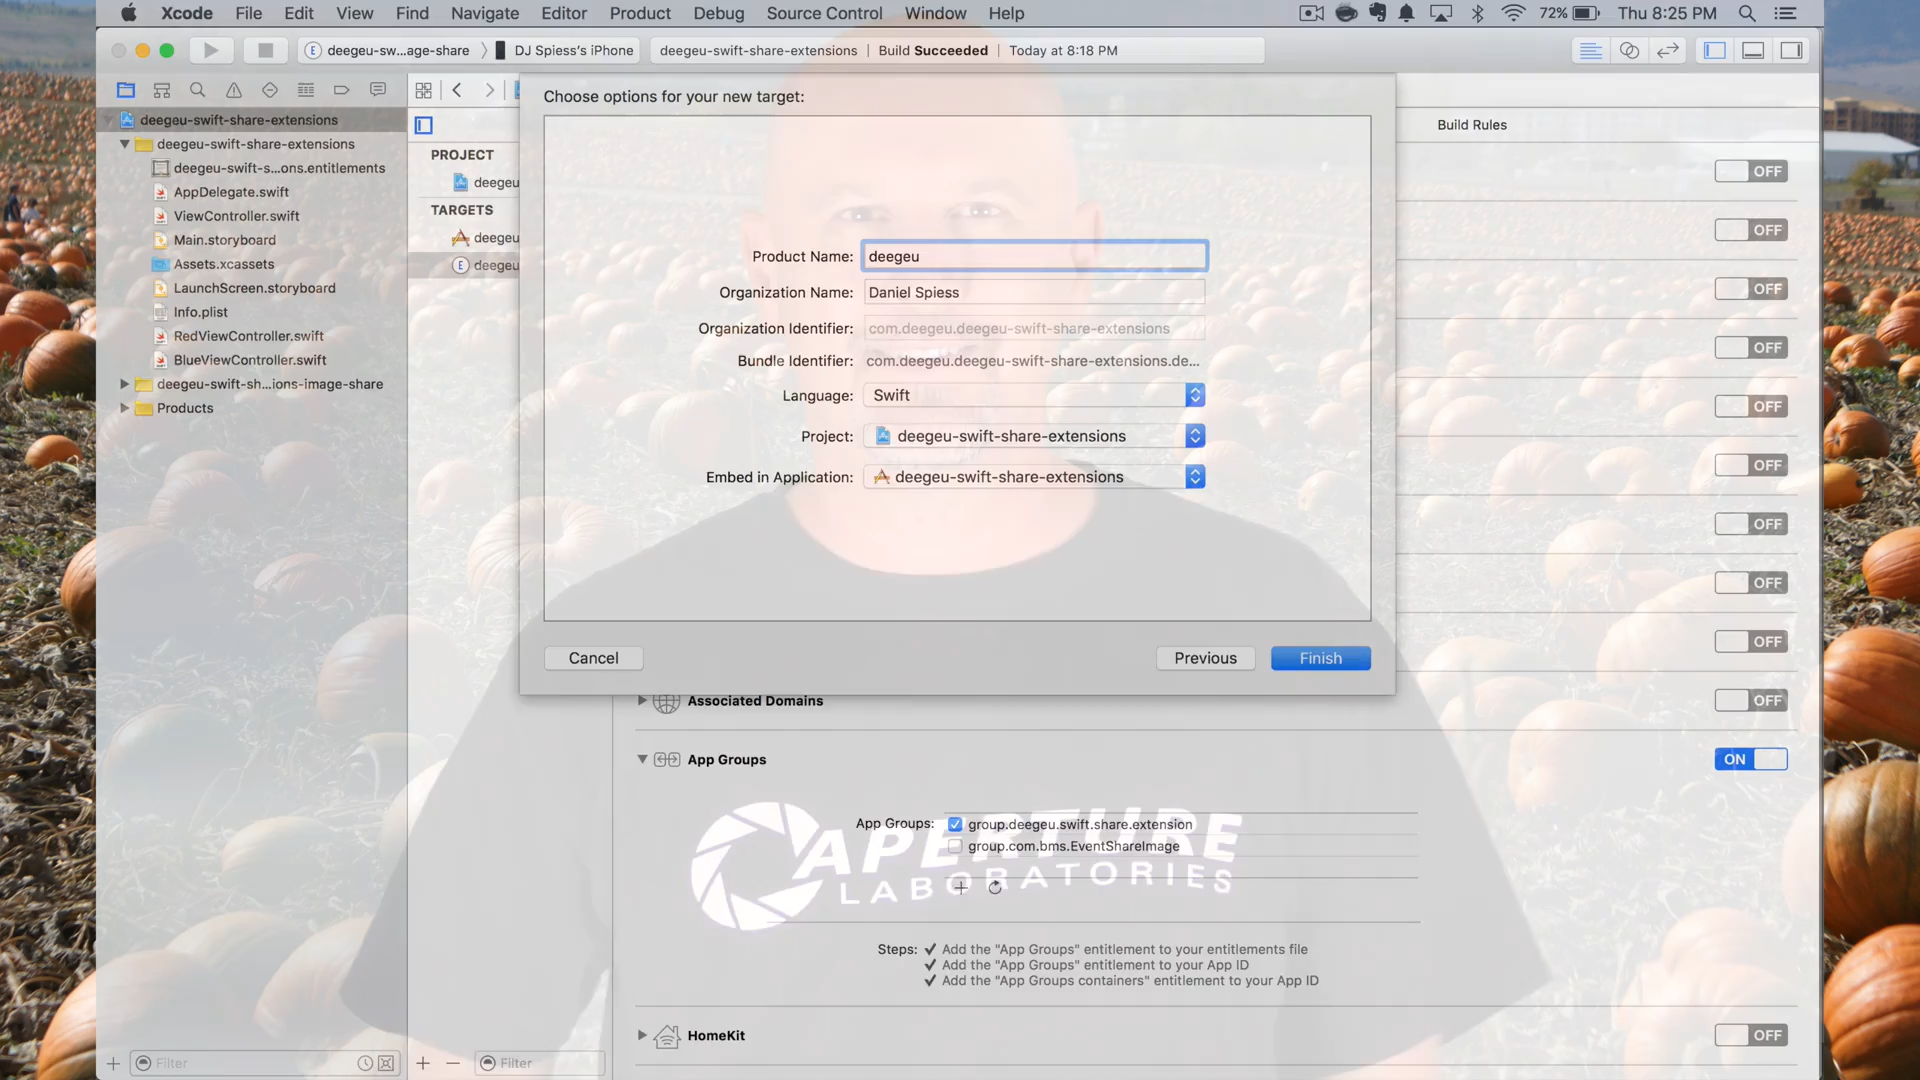 Xcode File Edit View Find Navigate Editor Product Debug Source Control Window Help 72% Thu 8:25 PM
E deegeu-sw...age-share DJ Spiess's iPhone deegeu-swift-share-extensions Build Succeeded Today at 8:18 PM
Choose options for your new target:
deegeu-swift-share-extensions
deegeu-swift-share-extensions
deegeu-swift-s...ons.entitlements
AppDelegate.swift
ViewController.swift
Main.storyboard
Assets.xcassets
LaunchScreen.storyboard
Info.plist
RedViewController.swift
BlueViewController.swift
deegeu-swift-sh...ions-image-share
Products
PROJECT
deegeu
TARGETS
deegeu
E deegeu
Product Name: deegeu
Organization Name: Daniel Spiess
Organization Identifier: com.deegeu.deegeu-swift-share-extensions
Bundle Identifier: com.deegeu.deegeu-swift-share-extensions.de...
Language: Swift
Project: deegeu-swift-share-extensions
Embed in Application: deegeu-swift-share-extensions
Cancel Previous Finish
Build Rules
OFF
OFF
OFF
OFF
OFF
OFF
OFF
OFF
OFF
Associated Domains OFF
App Groups ON
App Groups: group.deegeu.swift.share.extension
group.com.bms.EventShareImage
APERTURE
LABORATORIES
Steps: ✔ Add the "App Groups" entitlement to your entitlements file
✔ Add the "App Groups" entitlement to your App ID
✔ Add the "App Groups containers" entitlement to your App ID
HomeKit OFF
Filter
Filter